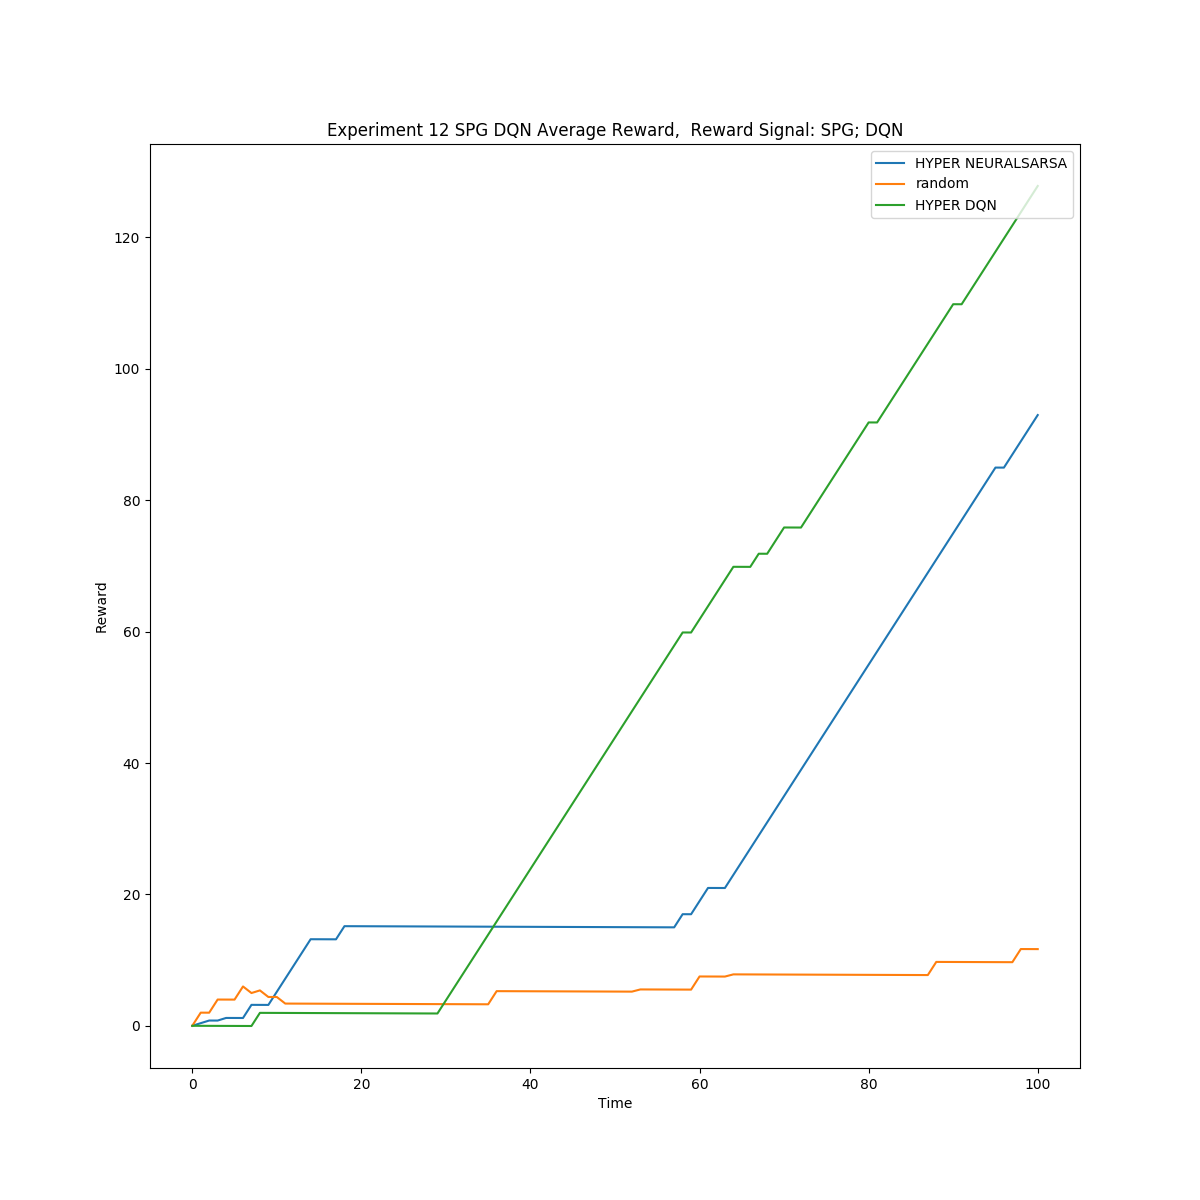 Experiment 12 SPG DQN Average Reward,  Reward Signal: SPG; DQN
HYPER NEURALSARSA
random
HYPER DQN
120
100
80
60
40
20
0
Reward
0 20 40 60 80 100
Time